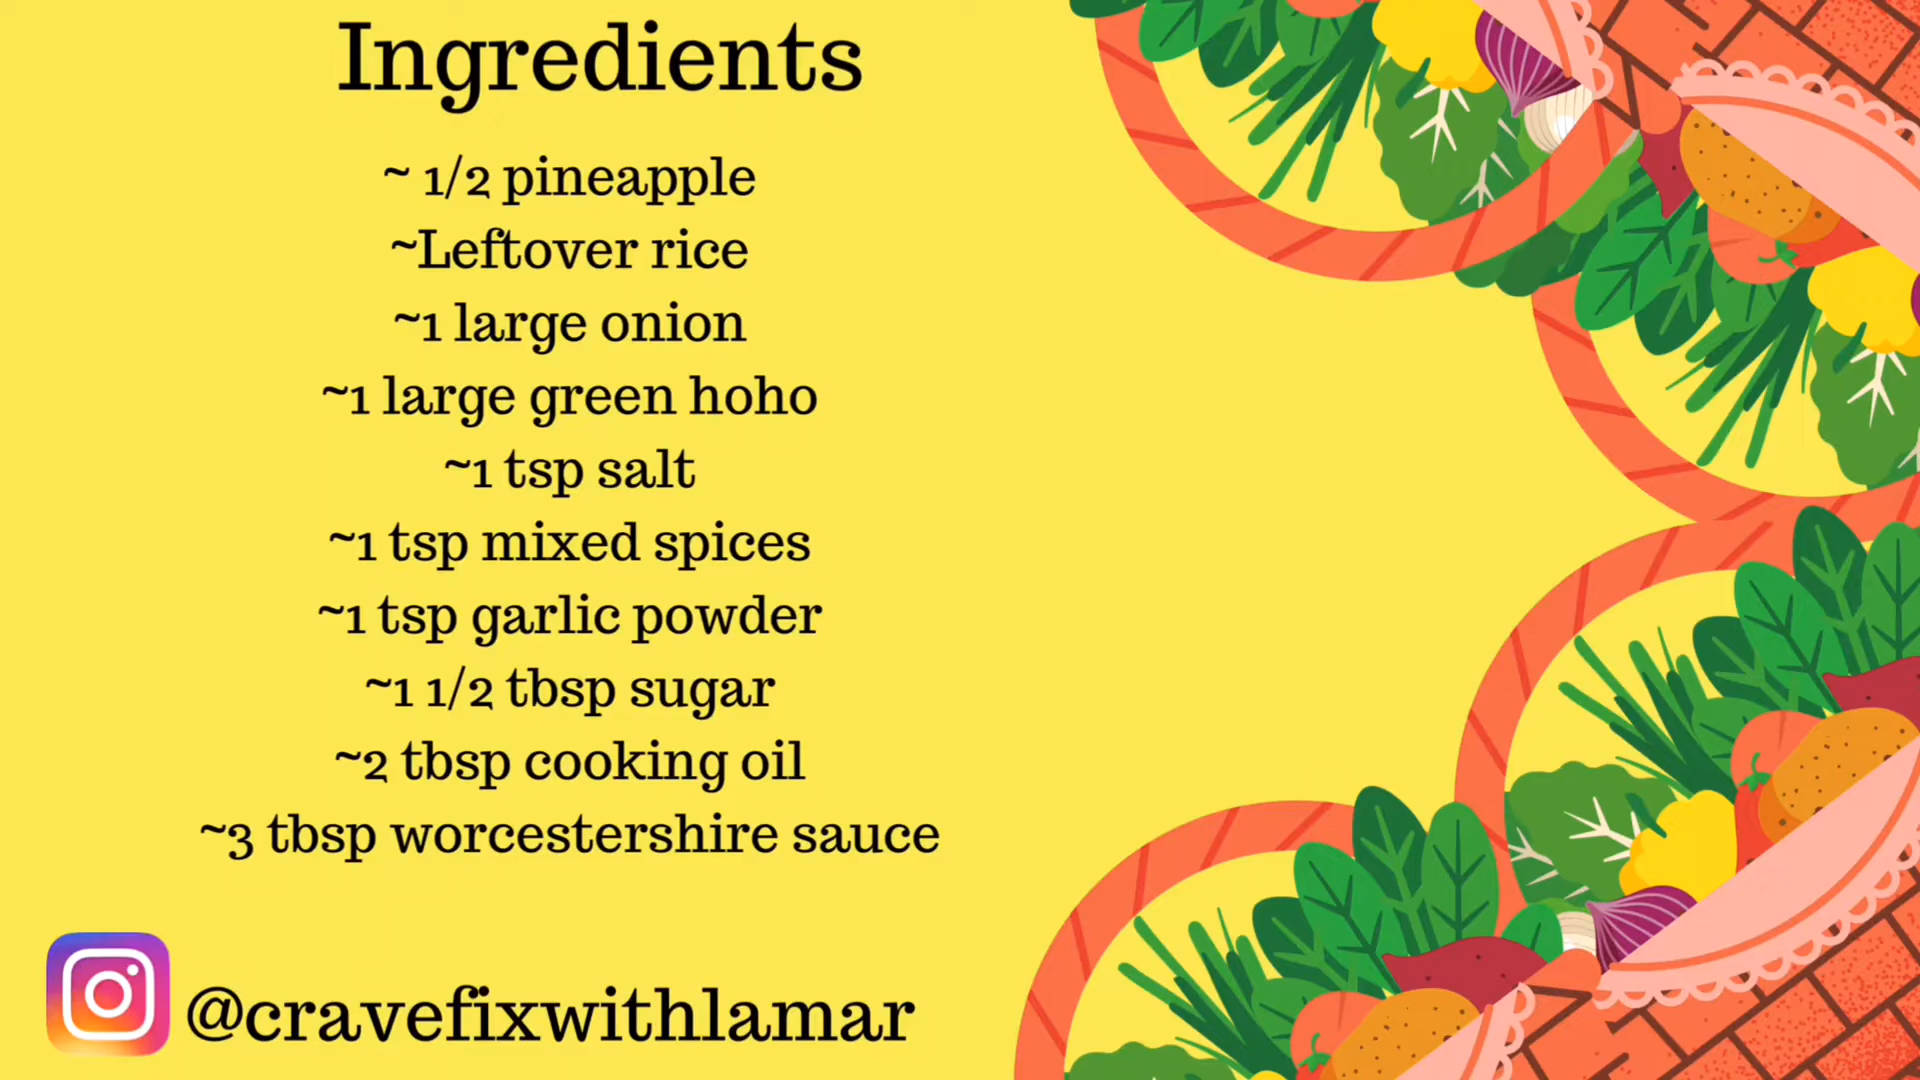 Ingredients
~ 1/2 pineapple
~Leftover rice
~1 large onion
~1 large green hoho
~1 tsp salt
~1 tsp mixed spices
~1 tsp garlic powder
~1 1/2 tbsp sugar
~2 tbsp cooking oil
~3 tbsp worcestershire sauce
@cravefixwithlamar